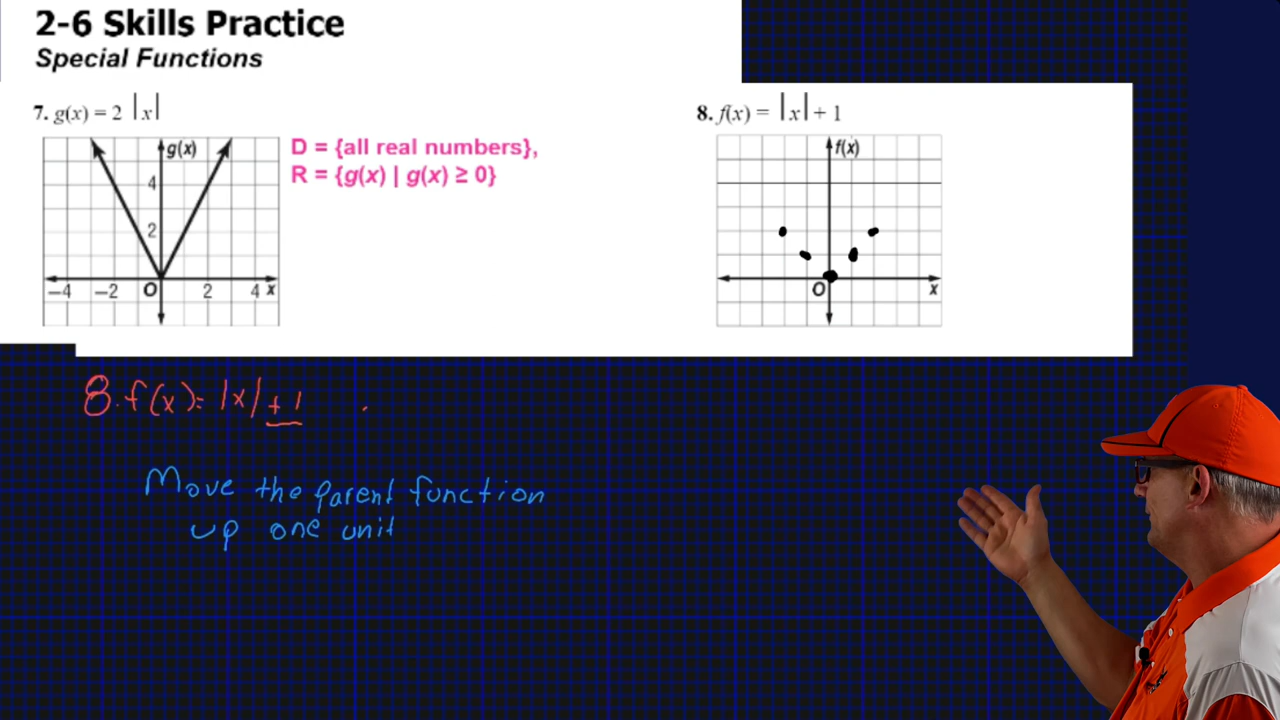 2-6 Skills Practice
Special Functions
7. g(x) = 2 |x|
g(x)
4
2
-4 -2 O 2 4 x
D = {all real numbers},
R = {g(x) | g(x) ≥ 0}
8. f(x) = |x| + 1
f(x)
O x
8. f(x) = |x| + 1
Move the parent function
up one unit